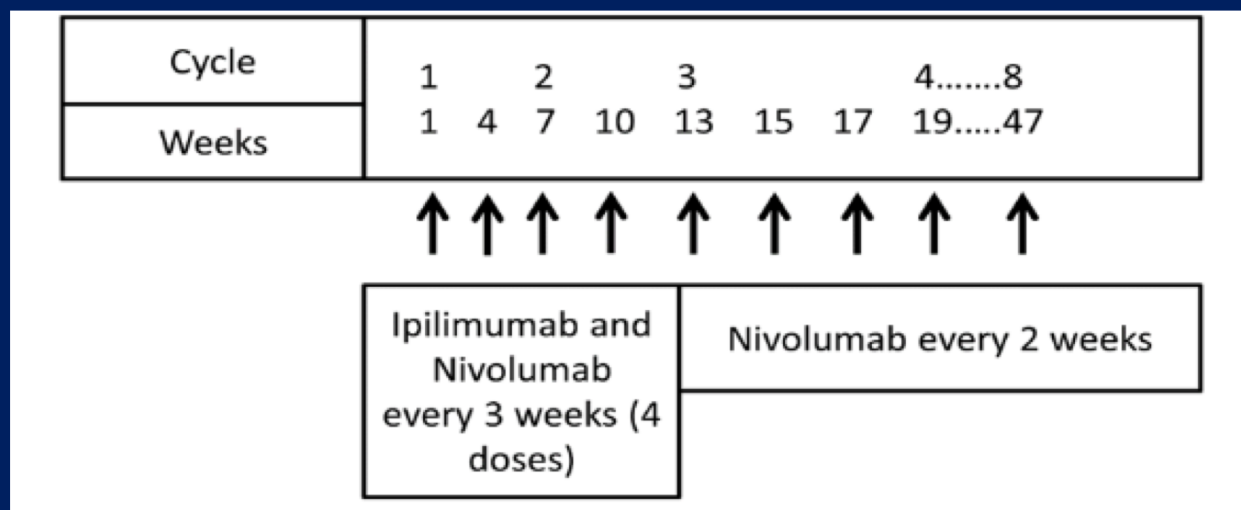 Cycle
1 2 3 4.......8
Weeks
1 4 7 10 13 15 17 19.....47
Ipilimumab and
Nivolumab
every 3 weeks (4
doses)
Nivolumab every 2 weeks